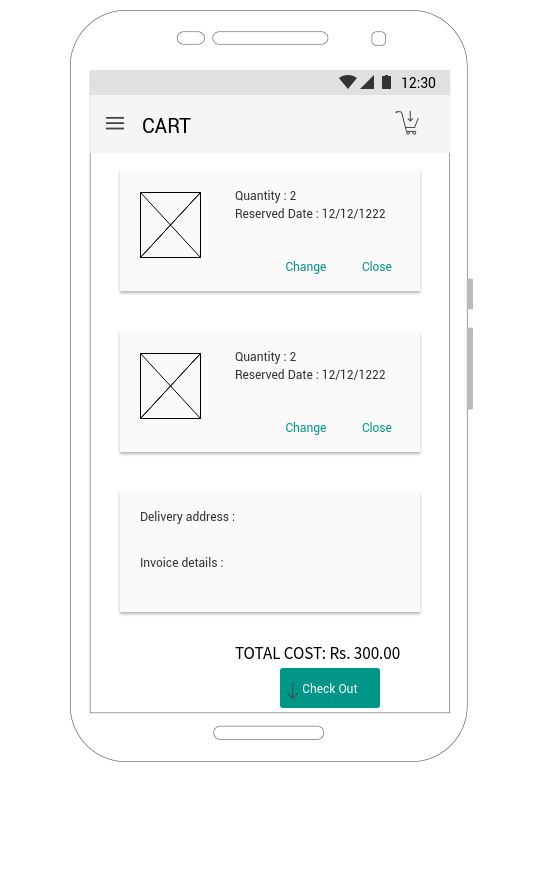 12:30
CART
Quantity : 2
Reserved Date : 12/12/1222
Change Close
Quantity : 2
Reserved Date : 12/12/1222
Change Close
Delivery address :
Invoice details :
TOTAL COST: Rs. 300.00
Check Out